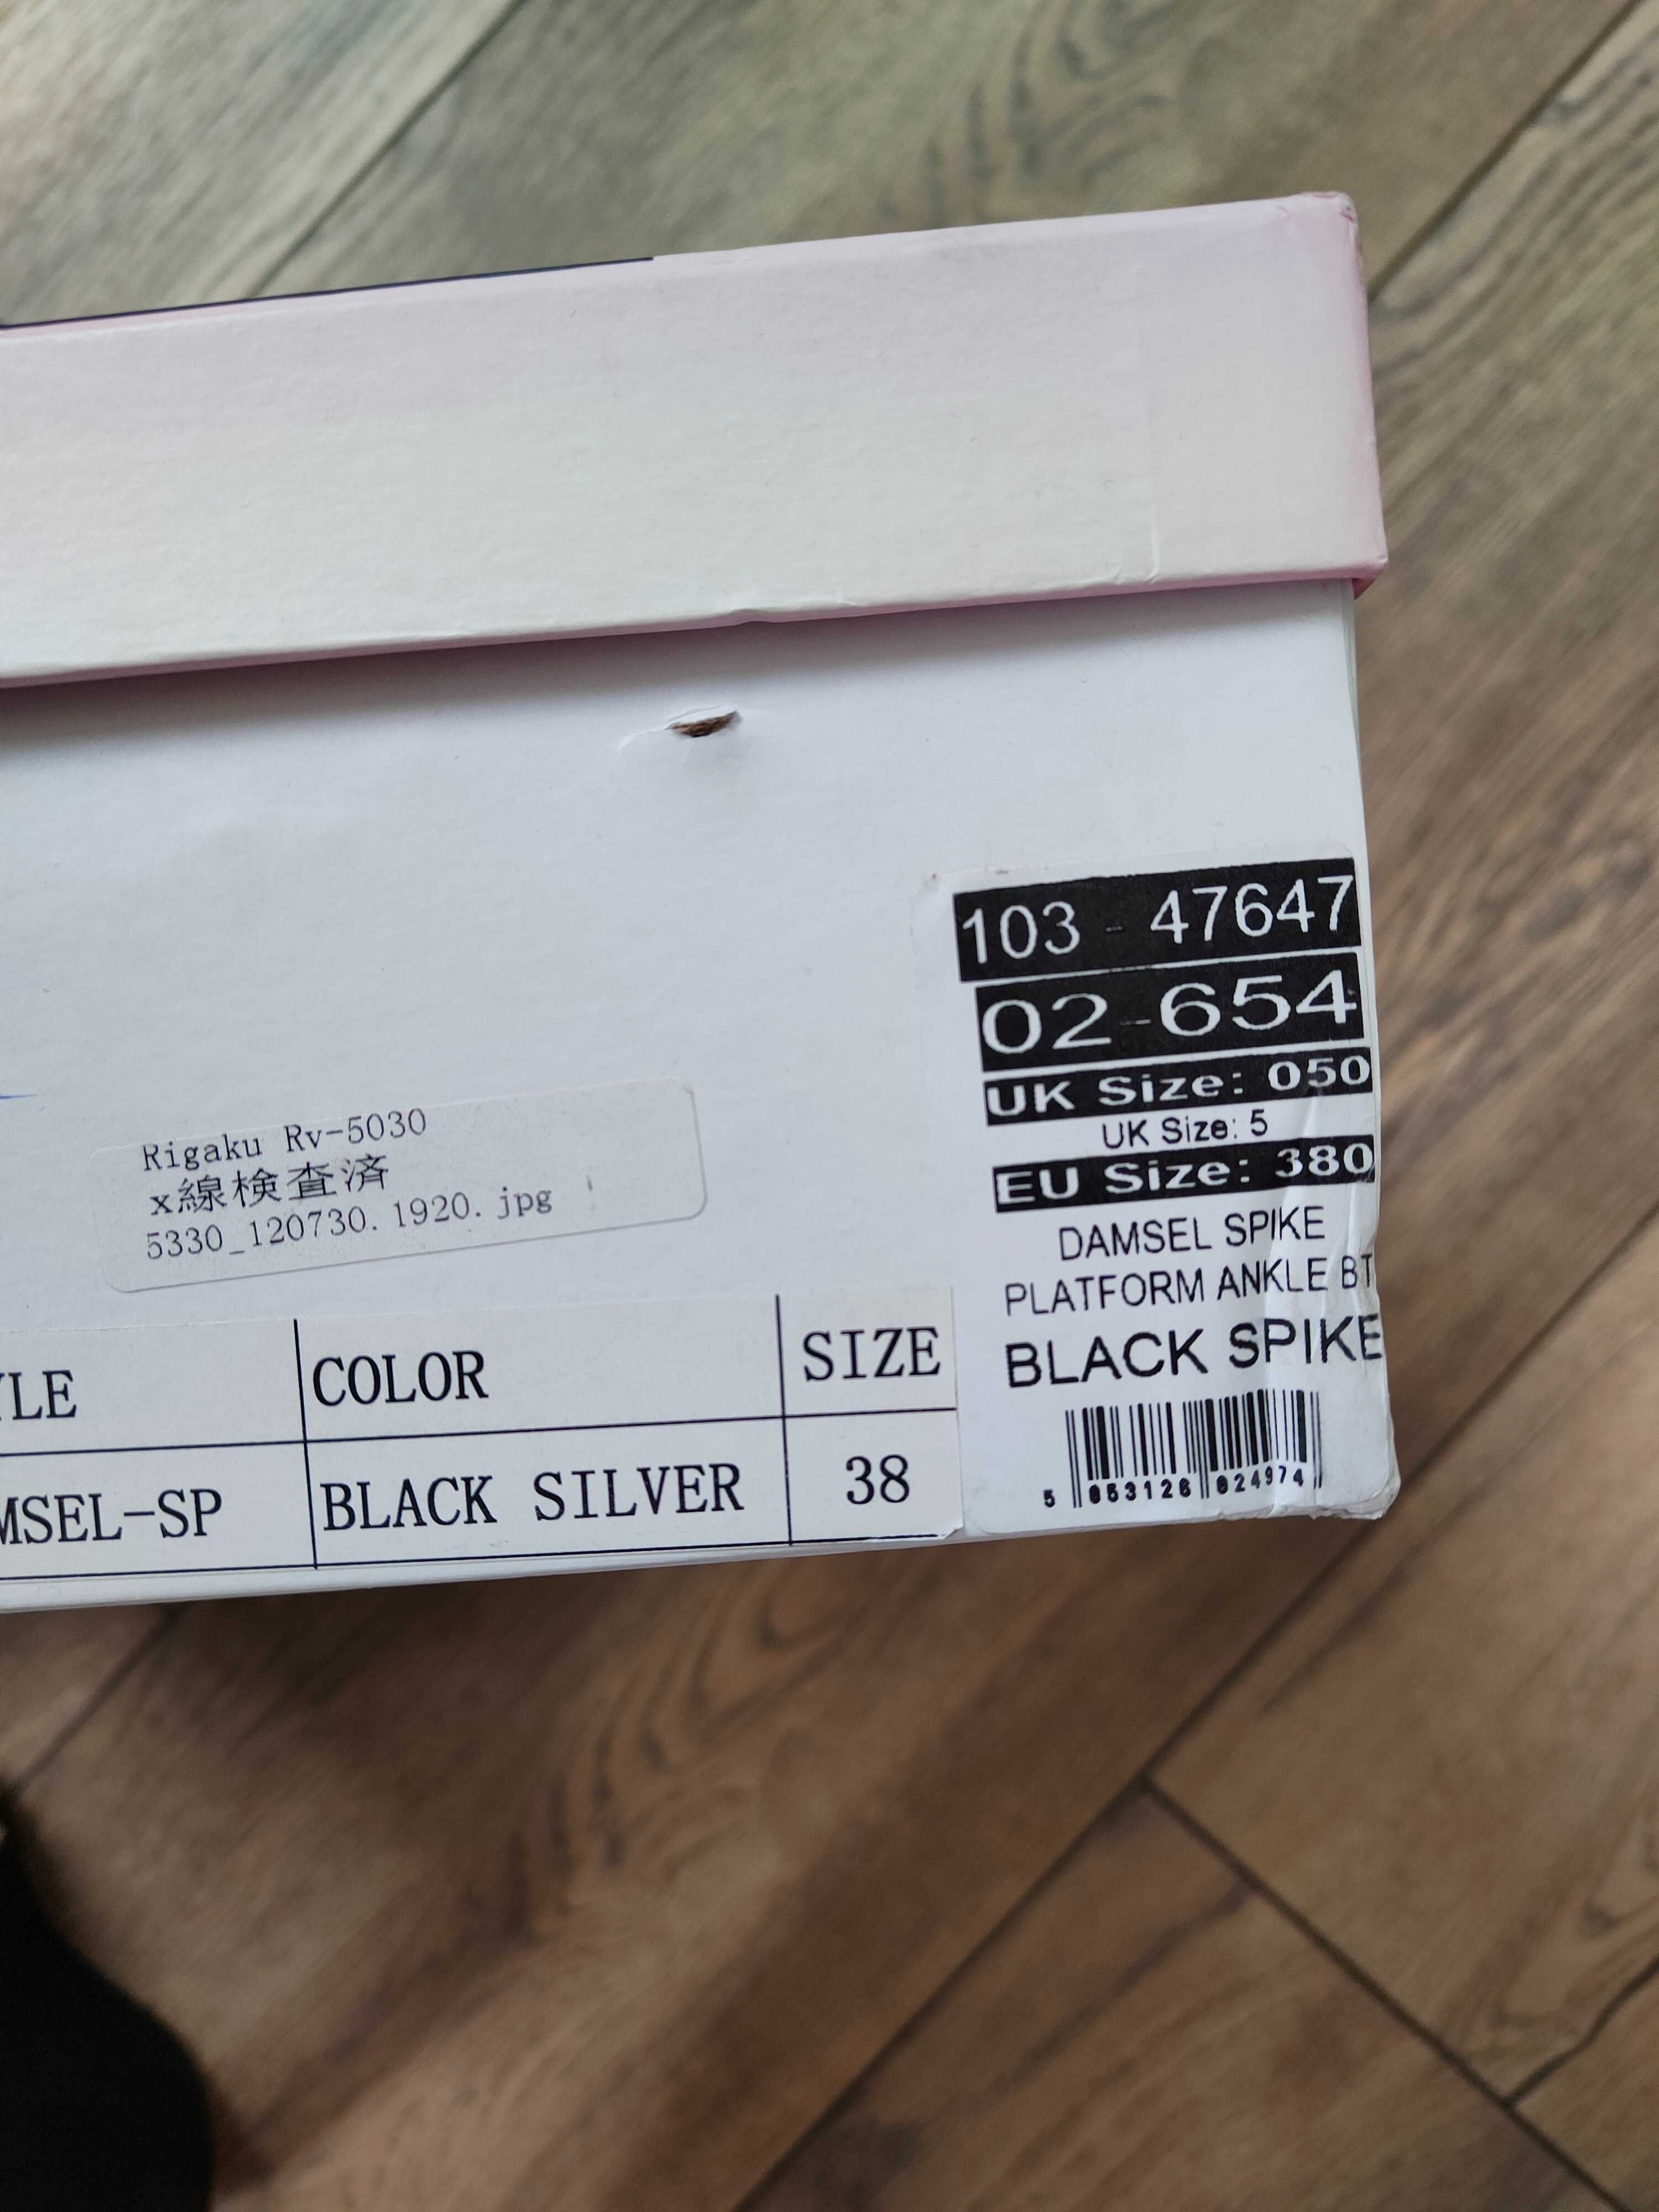 103 - 47647
02 - 654
UK Size: 050
UK Size: 5
EU Size: 380
DAMSEL SPIKE
PLATFORM ANKLE BT
BLACK SPIKE
5 053126 024974
Rigaku Rv-5030
x線検査済
5330_120730.1920.jpg
YLE COLOR SIZE
MSEL-SP BLACK SILVER 38